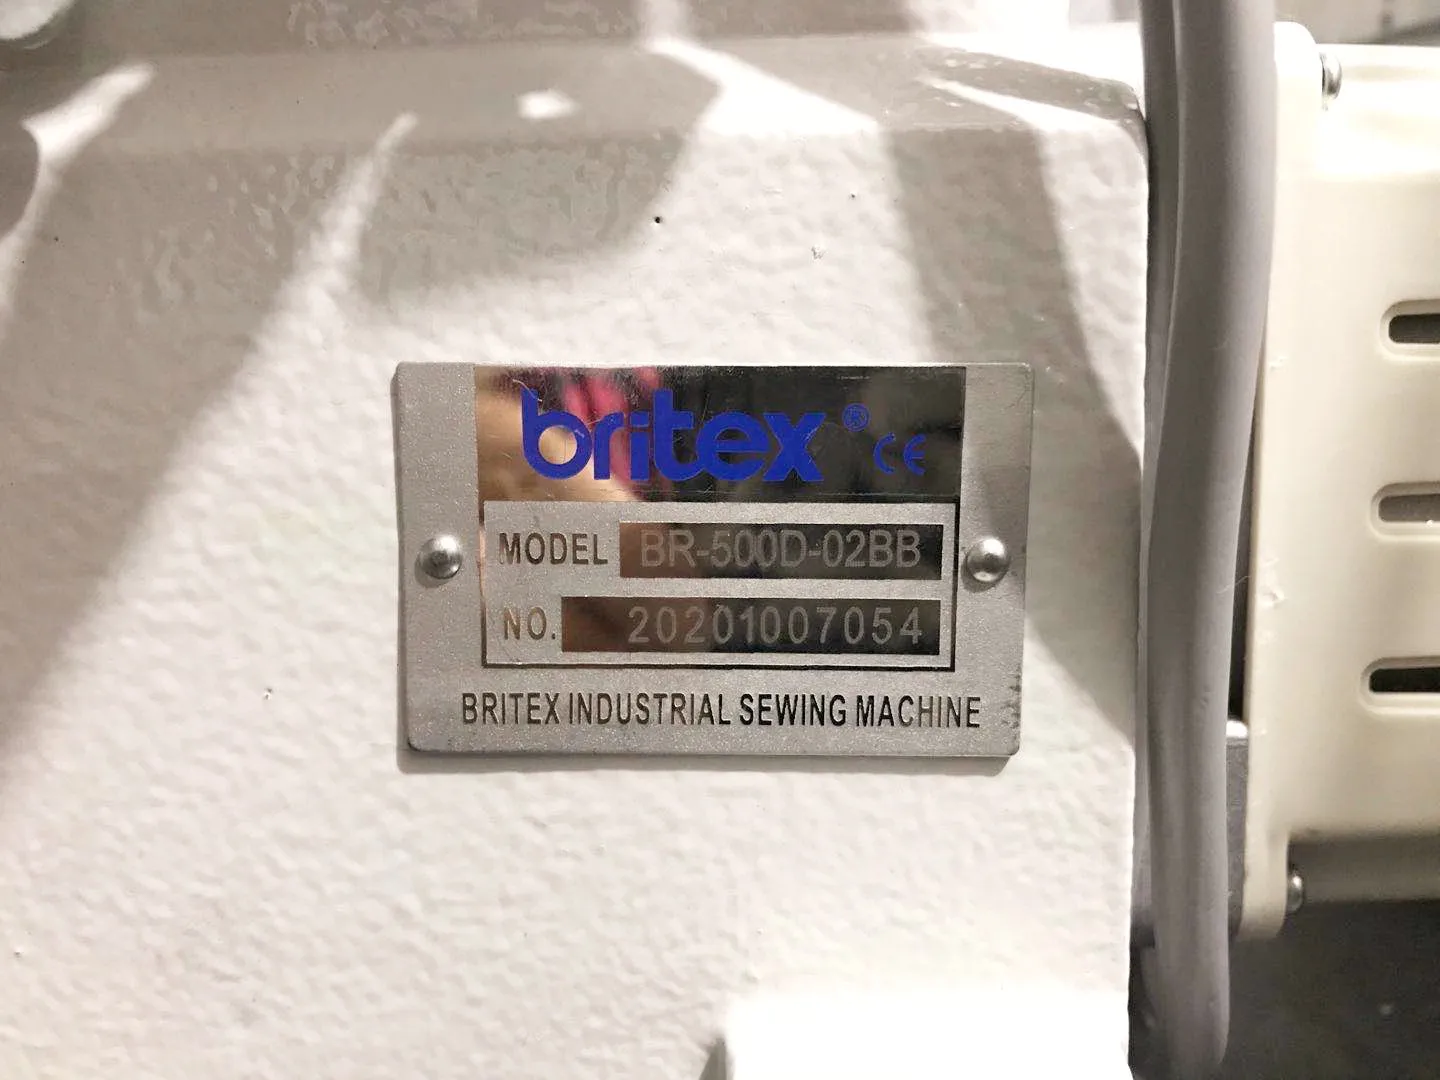 britex ® CE
MODEL BR-500D-02BB
NO. 20201007054
BRITEX INDUSTRIAL SEWING MACHINE